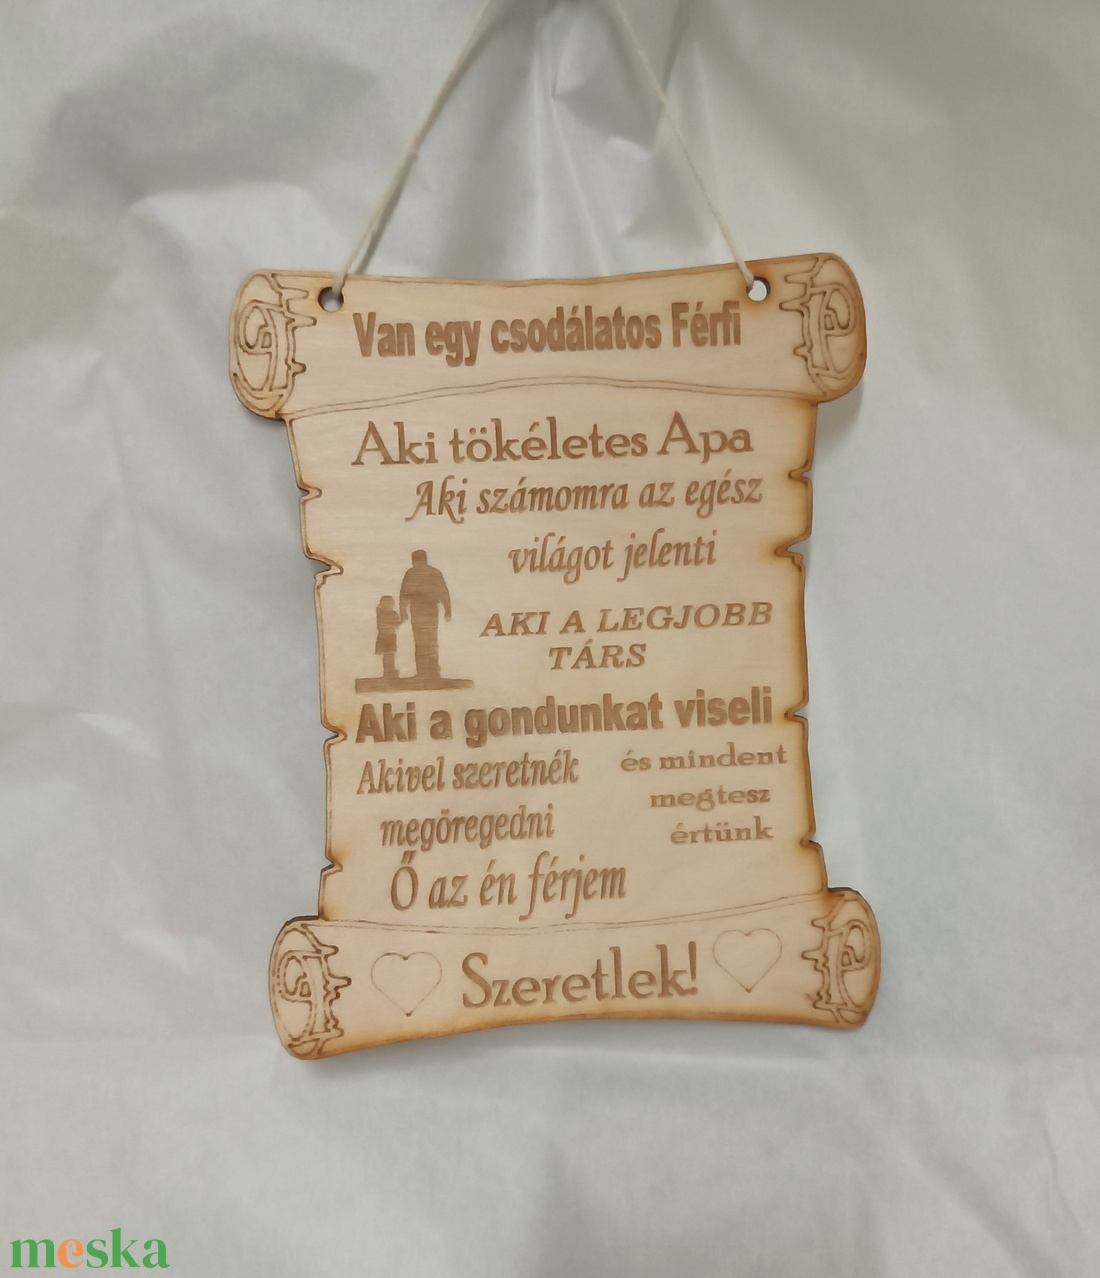 Van egy csodálatos Férfi
Aki tökéletes Apa
Aki számomra az egész
világot jelenti
AKI A LEGJOBB
TÁRS
Aki a gondunkat viseli
Akivel szeretnék
megöregedni
és mindent
megtesz
értünk
Ő az én férjem
Szeretlek!
meska